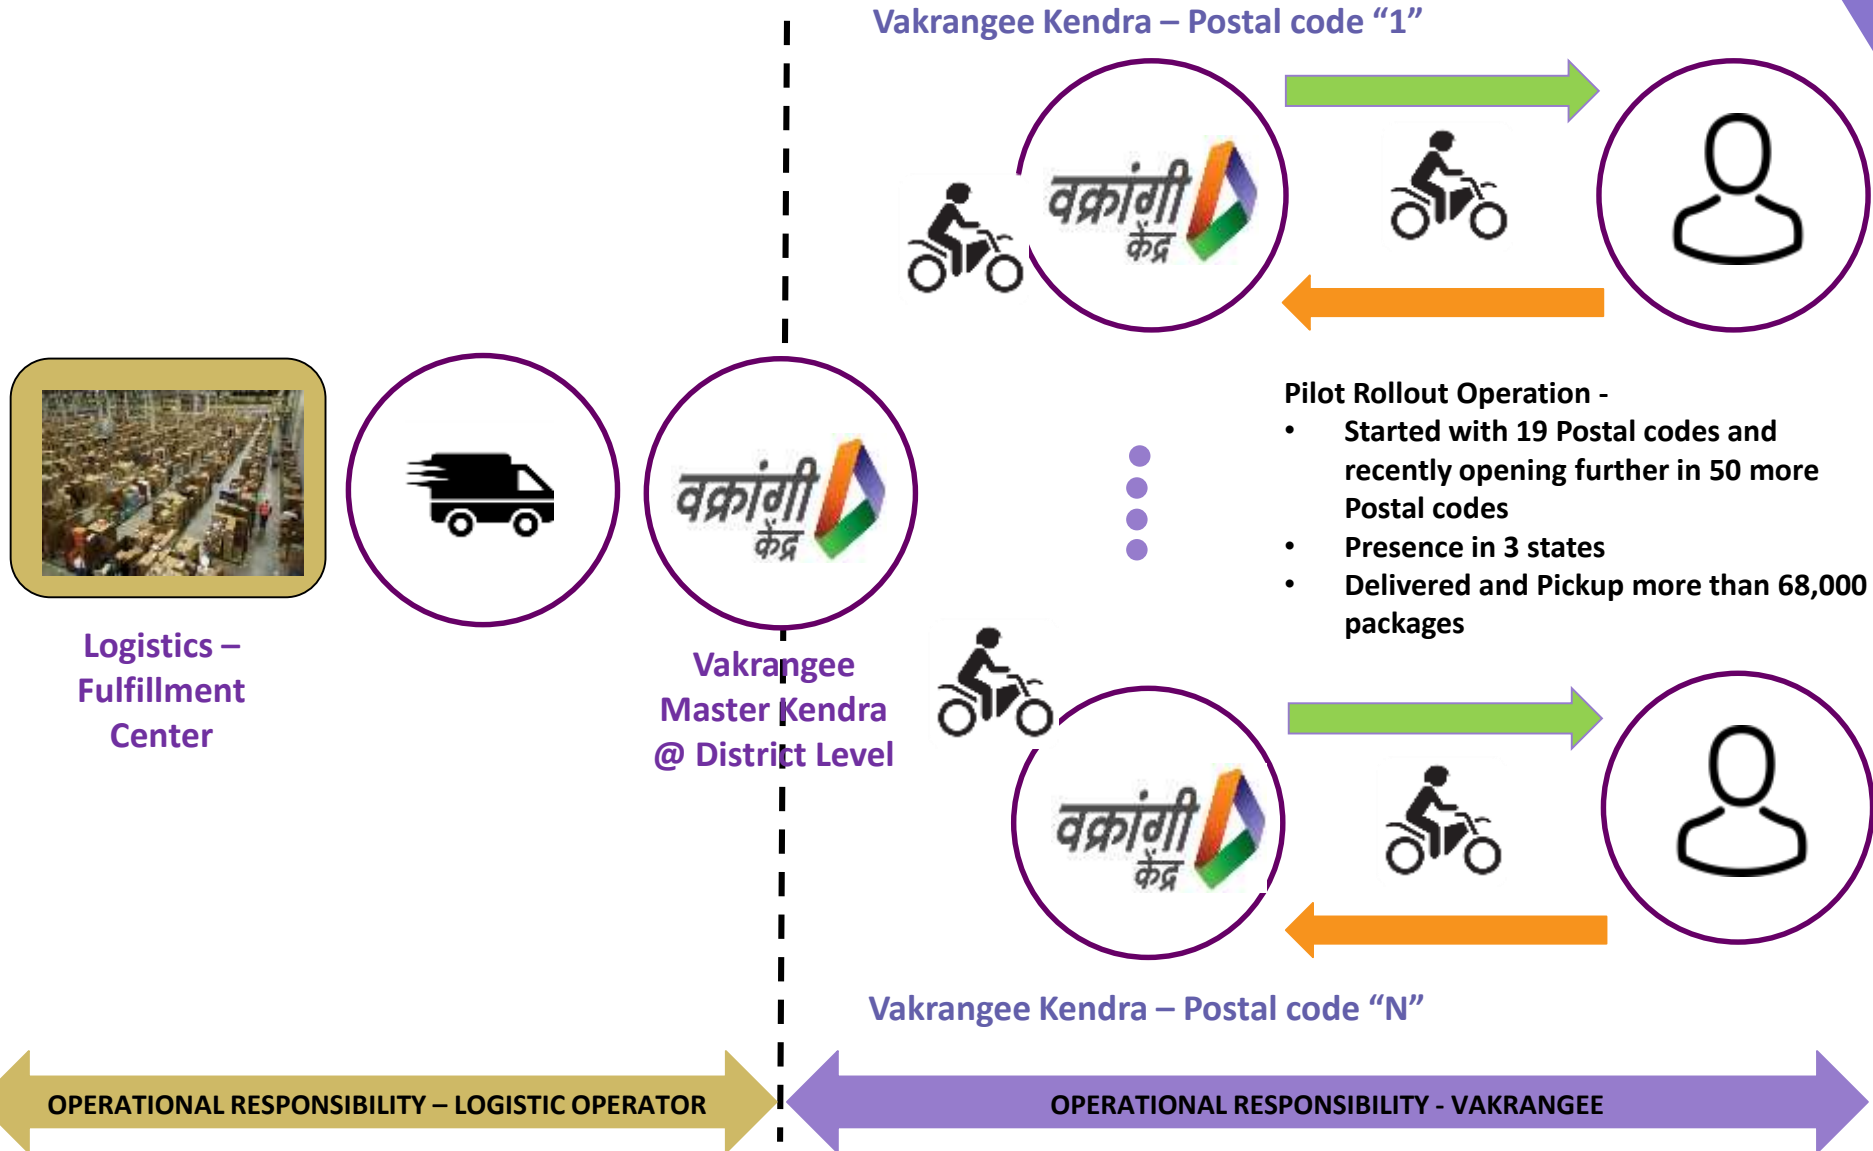 Vakrangee Kendra – Postal code “1”
वक्रांगी
केंद्र
Pilot Rollout Operation -
• Started with 19 Postal codes and
recently opening further in 50 more
Postal codes
• Presence in 3 states
• Delivered and Pickup more than 68,000
packages
वक्रांगी
केंद्र
Logistics –
Fulfillment
Center
Vakrangee
Master Kendra
@ District Level
वक्रांगी
केंद्र
Vakrangee Kendra – Postal code “N”
OPERATIONAL RESPONSIBILITY – LOGISTIC OPERATOR
OPERATIONAL RESPONSIBILITY - VAKRANGEE